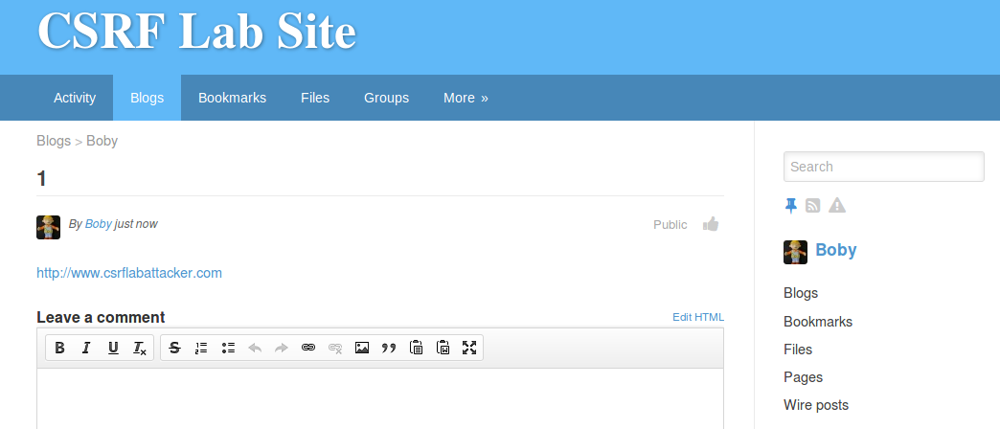 CSRF Lab Site
Activity Blogs Bookmarks Files Groups More »
Blogs > Boby
1
By Boby just now
Public
http://www.csrflabattacker.com
Leave a comment
Edit HTML
B I U Tx S
Search
Boby
Blogs
Bookmarks
Files
Pages
Wire posts